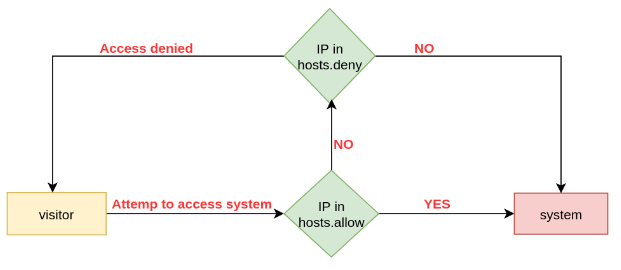 Access denied
IP in
hosts.deny
NO
NO
visitor
Attemp to access system
IP in
hosts.allow
YES
system